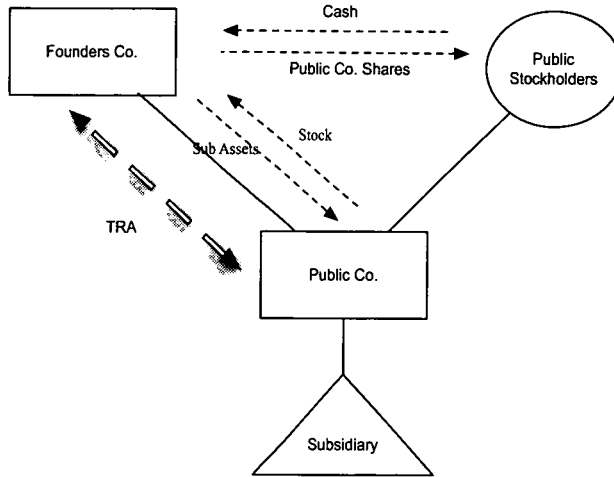 Cash
Founders Co.
Public
Stockholders
Public Co. Shares
Stock
Sub Assets
TRA
Public Co.
Subsidiary